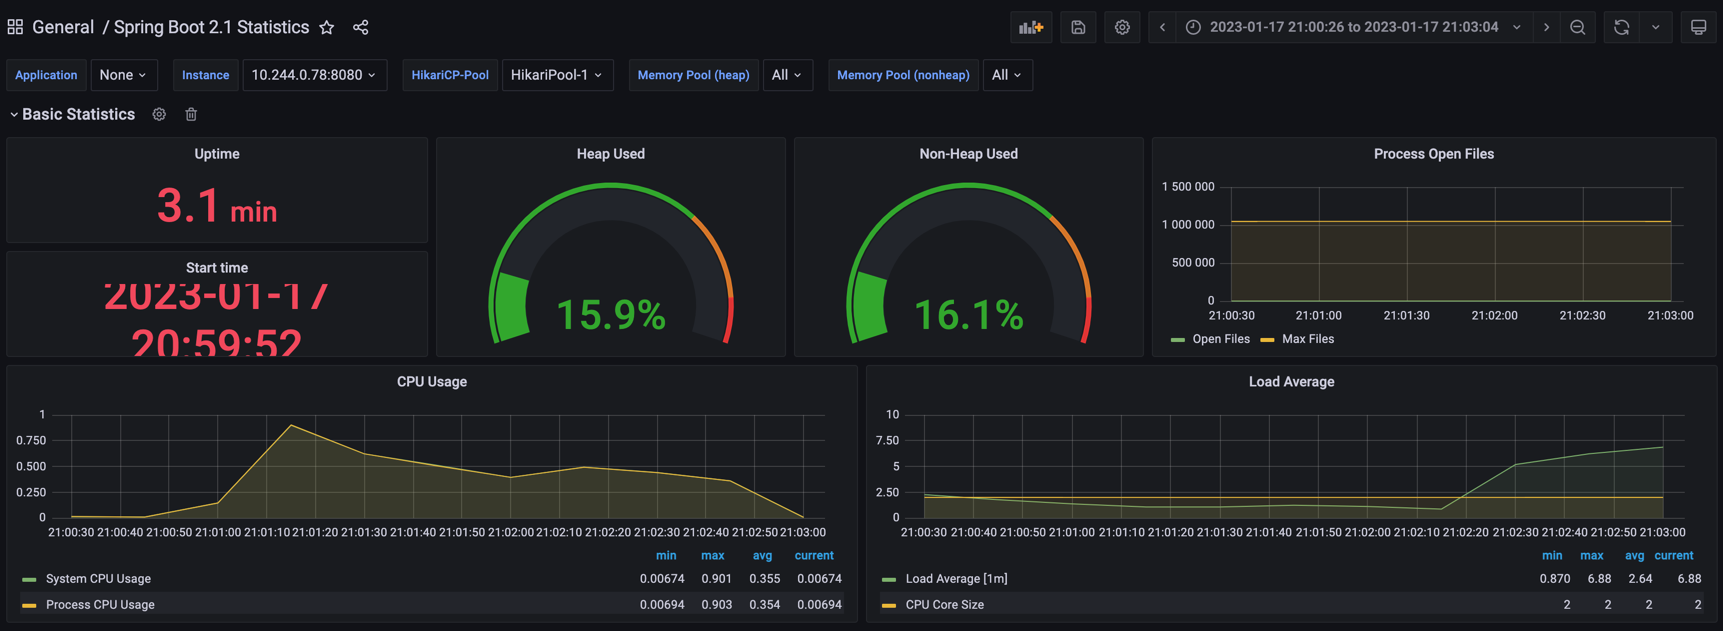 General / Spring Boot 2.1 Statistics
2023-01-17 21:00:26 to 2023-01-17 21:03:04
Application None Instance 10.244.0.78:8080 HikariCP-Pool HikariPool-1 Memory Pool (heap) All Memory Pool (nonheap) All
Basic Statistics
Uptime
3.1 min
Start time
2023-01-17
20:59:52
Heap Used
15.9%
Non-Heap Used
16.1%
Process Open Files
1 500 000
1 000 000
500 000
0
21:00:30 21:01:00 21:01:30 21:02:00 21:02:30 21:03:00
Open Files Max Files
CPU Usage
1
0.750
0.500
0.250
0
21:00:30 21:00:40 21:00:50 21:01:00 21:01:10 21:01:20 21:01:30 21:01:40 21:01:50 21:02:00 21:02:10 21:02:20 21:02:30 21:02:40 21:02:50 21:03:00
min max avg current
System CPU Usage 0.00674 0.901 0.355 0.00674
Process CPU Usage 0.00694 0.903 0.354 0.00694
Load Average
10
7.50
5
2.50
0
21:00:30 21:00:40 21:00:50 21:01:00 21:01:10 21:01:20 21:01:30 21:01:40 21:01:50 21:02:00 21:02:10 21:02:20 21:02:30 21:02:40 21:02:50 21:03:00
min max avg current
Load Average [1m] 0.870 6.88 2.64 6.88
CPU Core Size 2 2 2 2